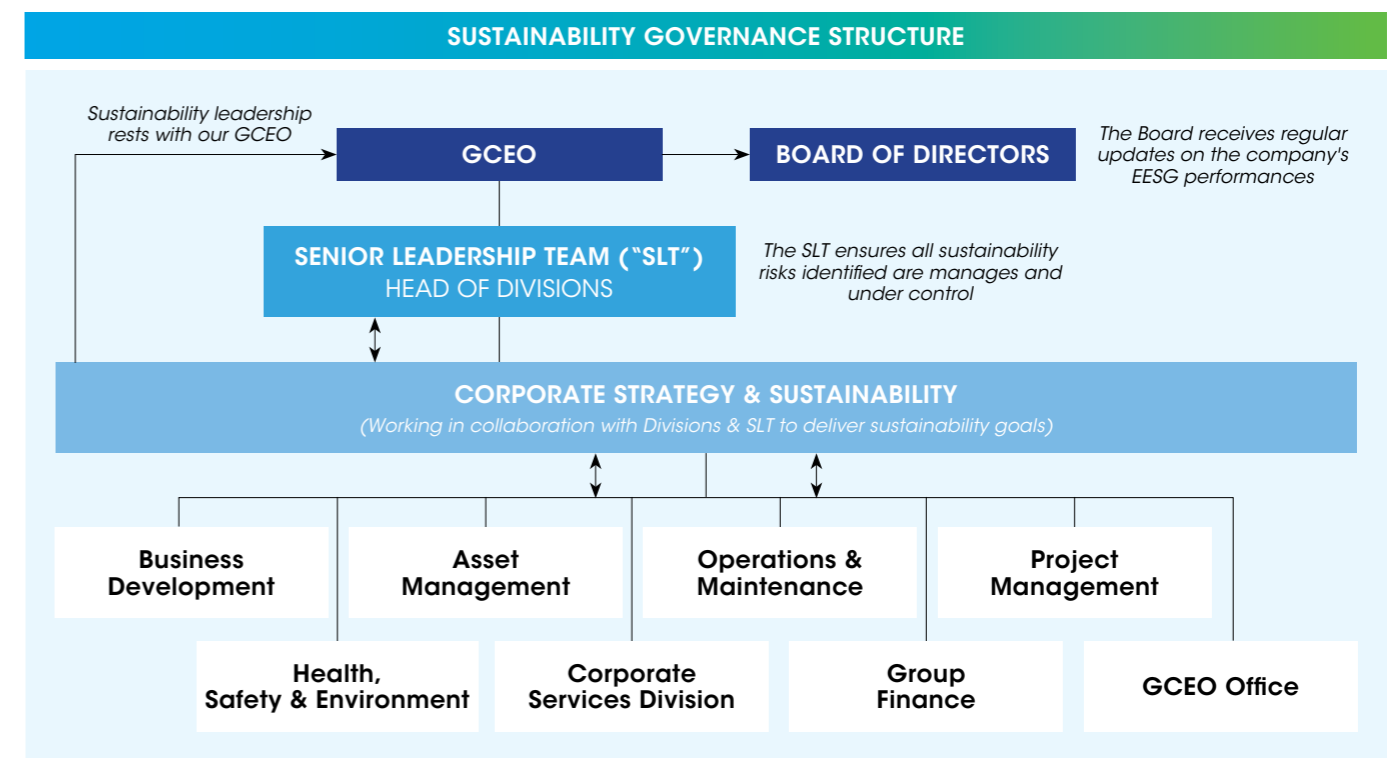 SUSTAINABILITY GOVERNANCE STRUCTURE
Sustainability leadership
rests with our GCEO
GCEO
BOARD OF DIRECTORS
The Board receives regular
updates on the company's
EESG performances
SENIOR LEADERSHIP TEAM (“SLT”)
HEAD OF DIVISIONS
The SLT ensures all sustainability
risks identified are manages and
under control
CORPORATE STRATEGY & SUSTAINABILITY
(Working in collaboration with Divisions & SLT to deliver sustainability goals)
Business
Development
Asset
Management
Operations &
Maintenance
Project
Management
Health,
Safety & Environment
Corporate
Services Division
Group
Finance
GCEO Office